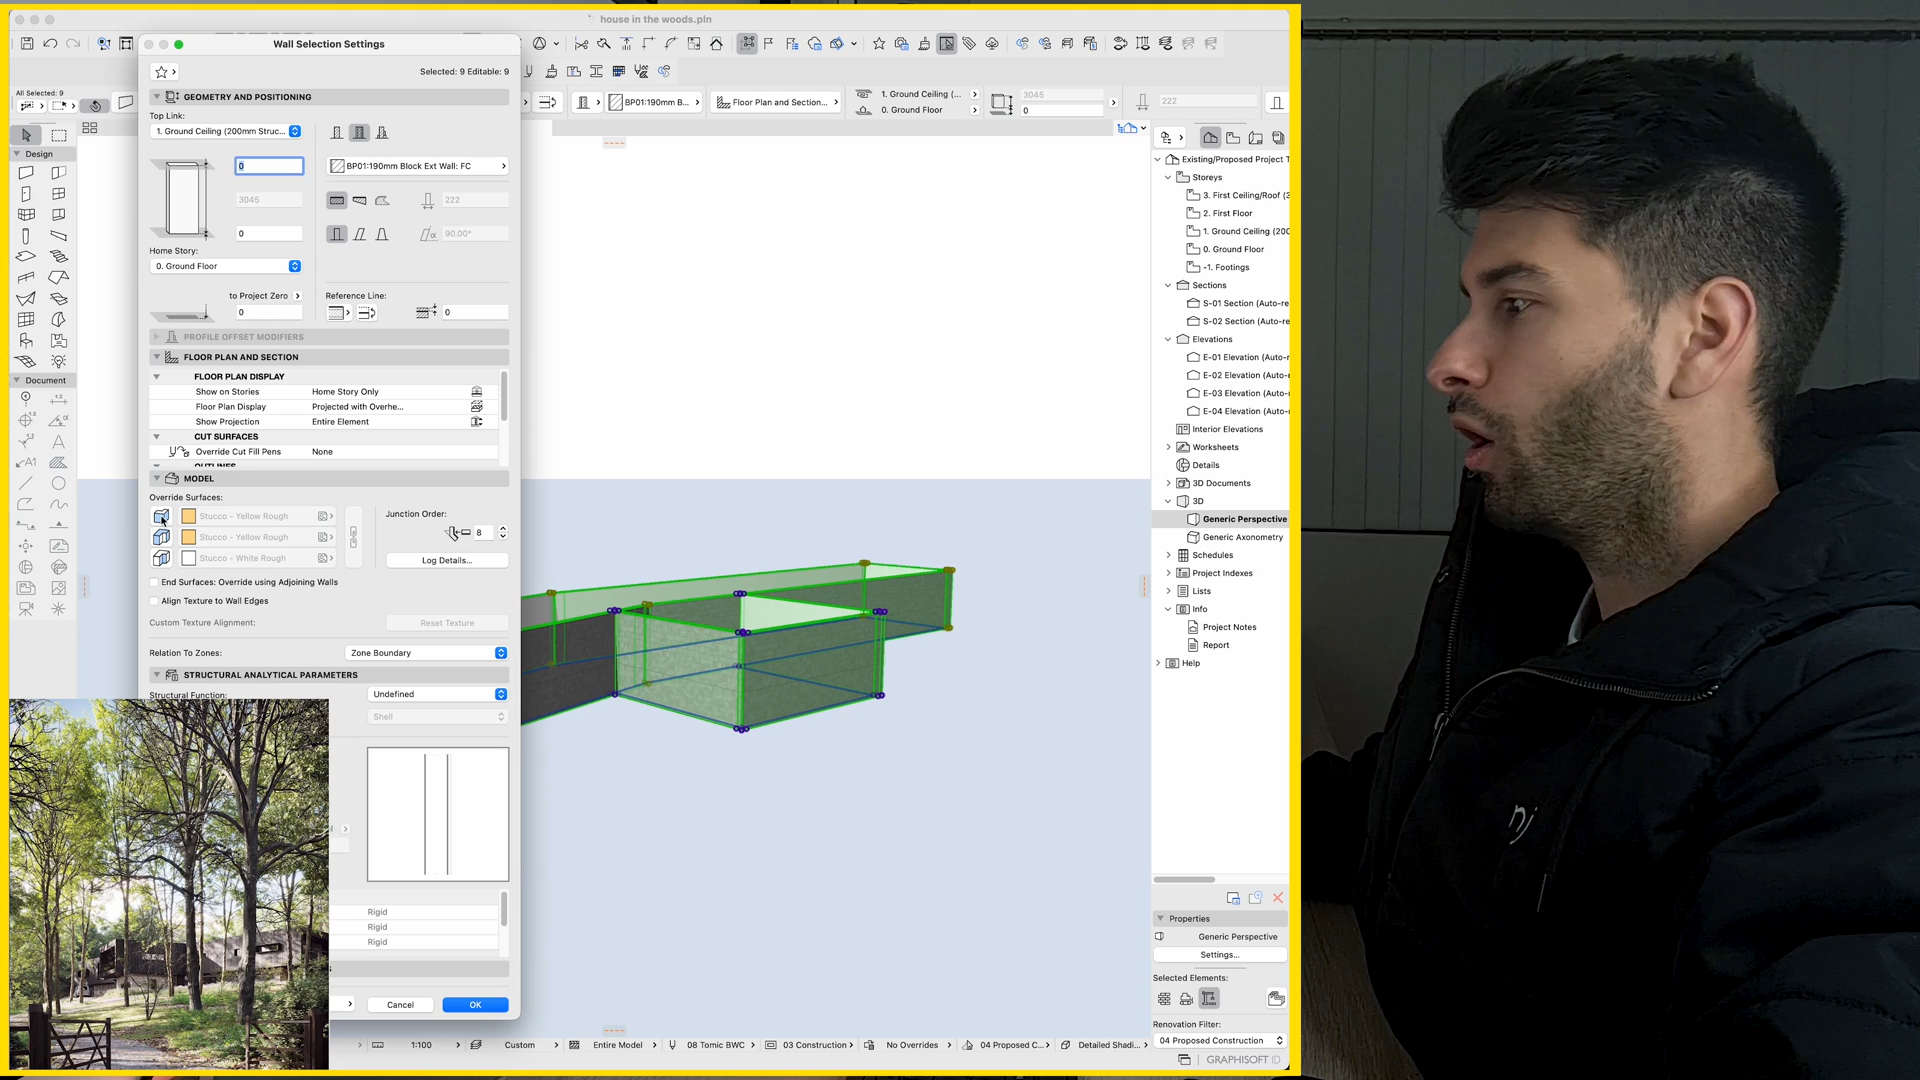 house in the woods.pln
Wall Selection Settings
Selected: 9 Editable: 9
All Selected: 9
GEOMETRY AND POSITIONING
Top Link:
1. Ground Ceiling (200mm Struc...
0
BP01:190mm Block Ext Wall: FC
3045
222
0
90.00°
Home Story:
0. Ground Floor
to Project Zero
Reference Line:
0
0
PROFILE OFFSET MODIFIERS
FLOOR PLAN AND SECTION
FLOOR PLAN DISPLAY
Show on Stories Home Story Only
Floor Plan Display Projected with Overhe...
Show Projection Entire Element
CUT SURFACES
Override Cut Fill Pens None
OUTLINES
MODEL
Override Surfaces:
Stucco - Yellow Rough
Stucco - Yellow Rough
Stucco - White Rough
Junction Order:
8
Log Details...
End Surfaces: Override using Adjoining Walls
Align Texture to Wall Edges
Custom Texture Alignment:
Reset Texture
Relation To Zones:
Zone Boundary
STRUCTURAL ANALYTICAL PARAMETERS
Structural Function:
Undefined
Shell
Rigid
Rigid
Rigid
Cancel
OK
Design
Document
BP01:190mm B...
Floor Plan and Section...
1. Ground Ceiling (...
0. Ground Floor
3045
0
222
Existing/Proposed Project T
Storeys
3. First Ceiling/Roof (3
2. First Floor
1. Ground Ceiling (200
0. Ground Floor
-1. Footings
Sections
S-01 Section (Auto-re
S-02 Section (Auto-re
Elevations
E-01 Elevation (Auto-r
E-02 Elevation (Auto-r
E-03 Elevation (Auto-r
E-04 Elevation (Auto-r
Interior Elevations
Worksheets
Details
3D Documents
3D
Generic Perspective
Generic Axonometry
Schedules
Project Indexes
Lists
Info
Project Notes
Report
Help
Properties
Generic Perspective
Settings...
Selected Elements:
Renovation Filter:
04 Proposed Construction
GRAPHISOFT ID
1:100
Custom
Entire Model
08 Tomic BWC
03 Construction
No Overrides
04 Proposed C...
Detailed Shadi...
nj